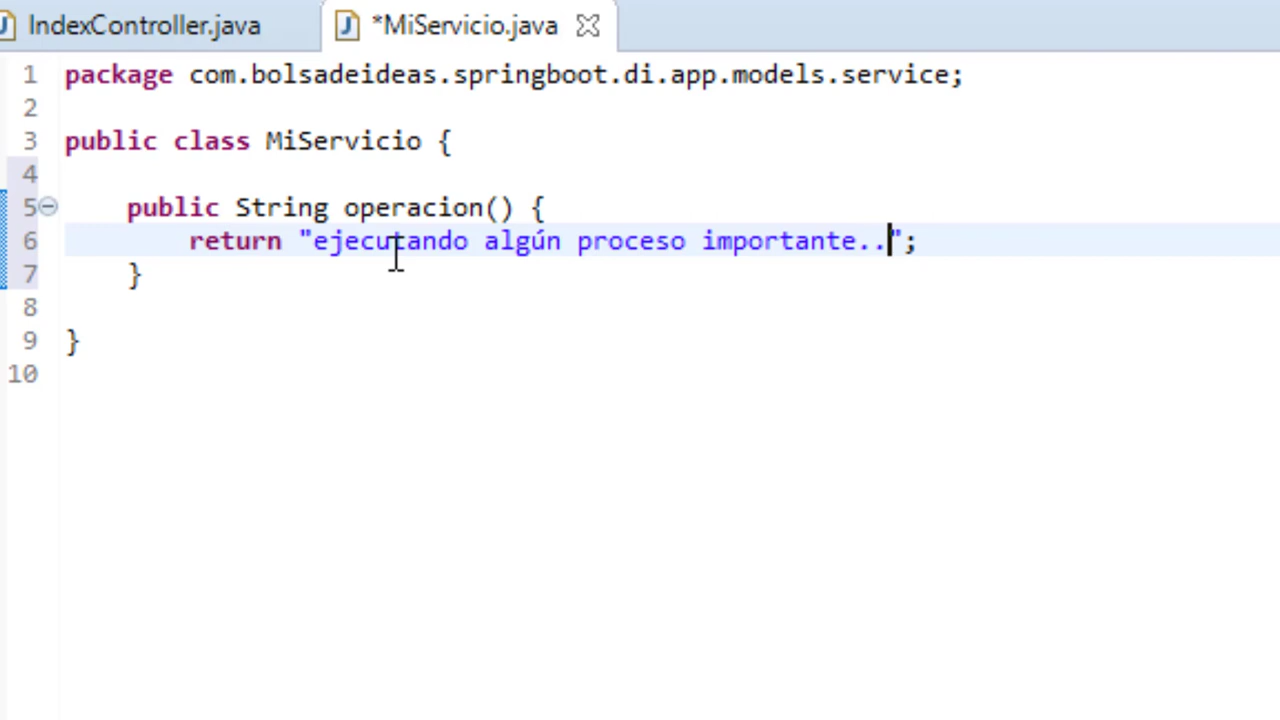 IndexController.java *MiServicio.java
1 package com.bolsadeideas.springboot.di.app.models.service;
2
3 public class MiServicio {
4
5 public String operacion() {
6 return "ejecutando algún proceso importante..";
7 }
8
9 }
10